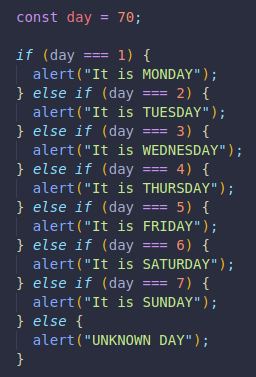 const day = 70;

if (day === 1) {
  alert("It is MONDAY");
} else if (day === 2) {
  alert("It is TUESDAY");
} else if (day === 3) {
  alert("It is WEDNESDAY");
} else if (day === 4) {
  alert("It is THURSDAY");
} else if (day === 5) {
  alert("It is FRIDAY");
} else if (day === 6) {
  alert("It is SATURDAY");
} else if (day === 7) {
  alert("It is SUNDAY");
} else {
  alert("UNKNOWN DAY");
}